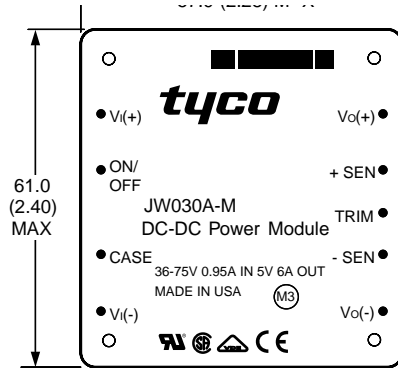 tyco
VI(+)
VO(+)
ON/
OFF
+ SEN
61.0
(2.40)
MAX
JW030A-M
TRIM
DC-DC Power Module
CASE
- SEN
36-75V 0.95A IN 5V 6A OUT
MADE IN USA
M3
VI(-)
VO(-)